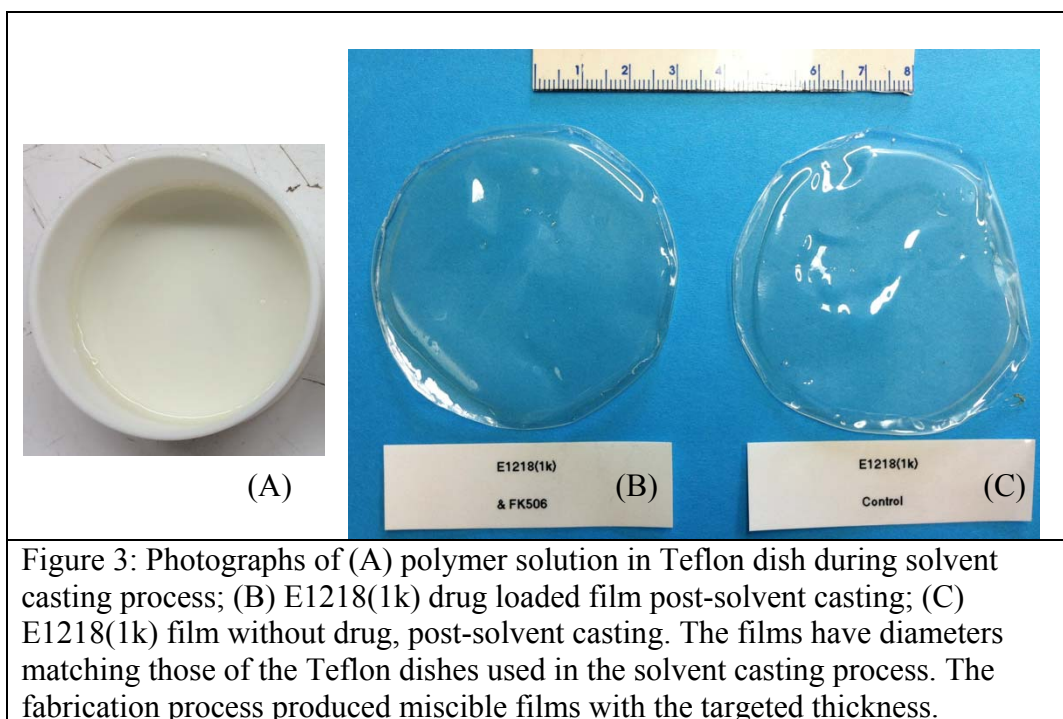 1 2 3 4 6 7 8
(A)
E1218(1k)
& FK506
(B)
E1218(1k)
Control
(C)
Figure 3: Photographs of (A) polymer solution in Teflon dish during solvent
casting process; (B) E1218(1k) drug loaded film post-solvent casting; (C)
E1218(1k) film without drug, post-solvent casting. The films have diameters
matching those of the Teflon dishes used in the solvent casting process. The
fabrication process produced miscible films with the targeted thickness.